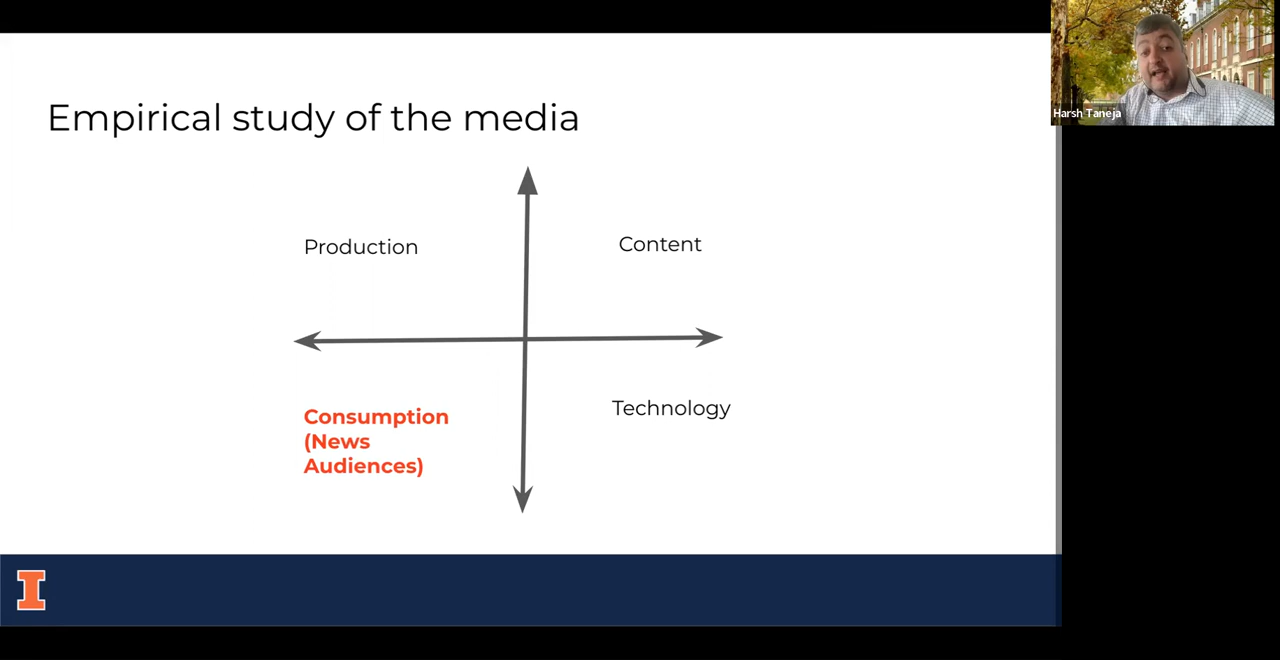 Empirical study of the media
Harsh Taneja
Production
Content
Consumption
(News
Audiences)
Technology
I